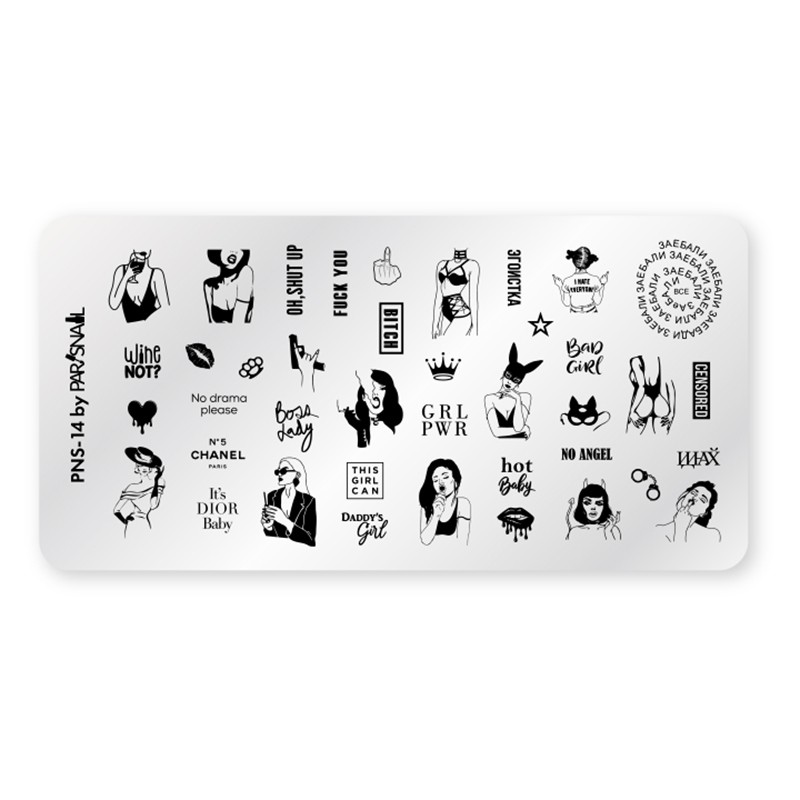 PNS-14 by PARISNAIL
OH, SHUT UP
FUCK YOU
BITCH
ЭГОИСТКА
I HATE
EVERYONE
ЗАЕБАЛИ ЗАЕБАЛИ ЗАЕБАЛИ ЗАЕБАЛИ ЗАЕБАЛИ ЗАЕБАЛИ ЗАЕБАЛИ
ВСЕ
Wine
NOT?
No drama
please
Boss
Lady
GRL
PWR
BAD
GiRL
CENSORED
N°5
CHANEL
PARIS
It's
DIOR
Baby
THIS
GIRL
CAN
DADDY'S
Girl
hot
Baby
NO ANGEL